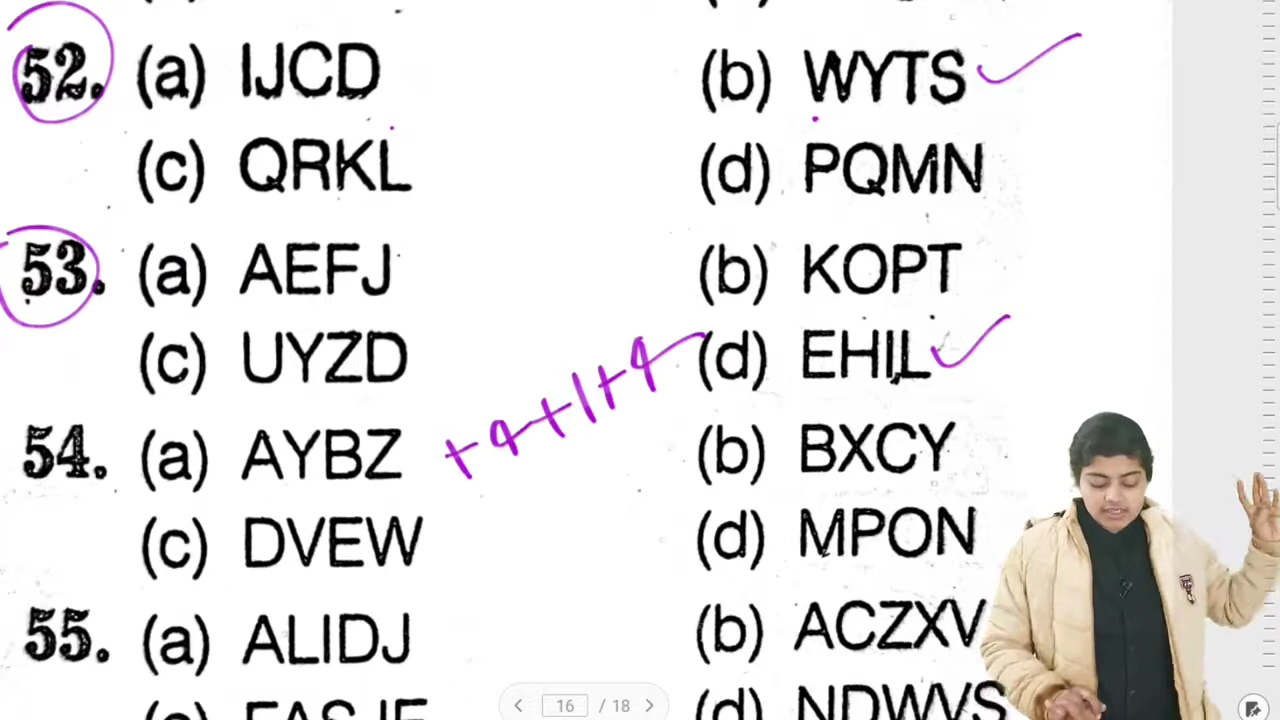 52. (a) IJCD (b) WYTS
(c) QRKL (d) PQMN
53. (a) AEFJ (b) KOPT
(c) UYZD (d) EHIL
+4+1+4
54. (a) AYBZ (b) BXCY
(c) DVEW (d) MPON
55. (a) ALIDJ (b) ACZXV
(d) NDWVS
16 / 18